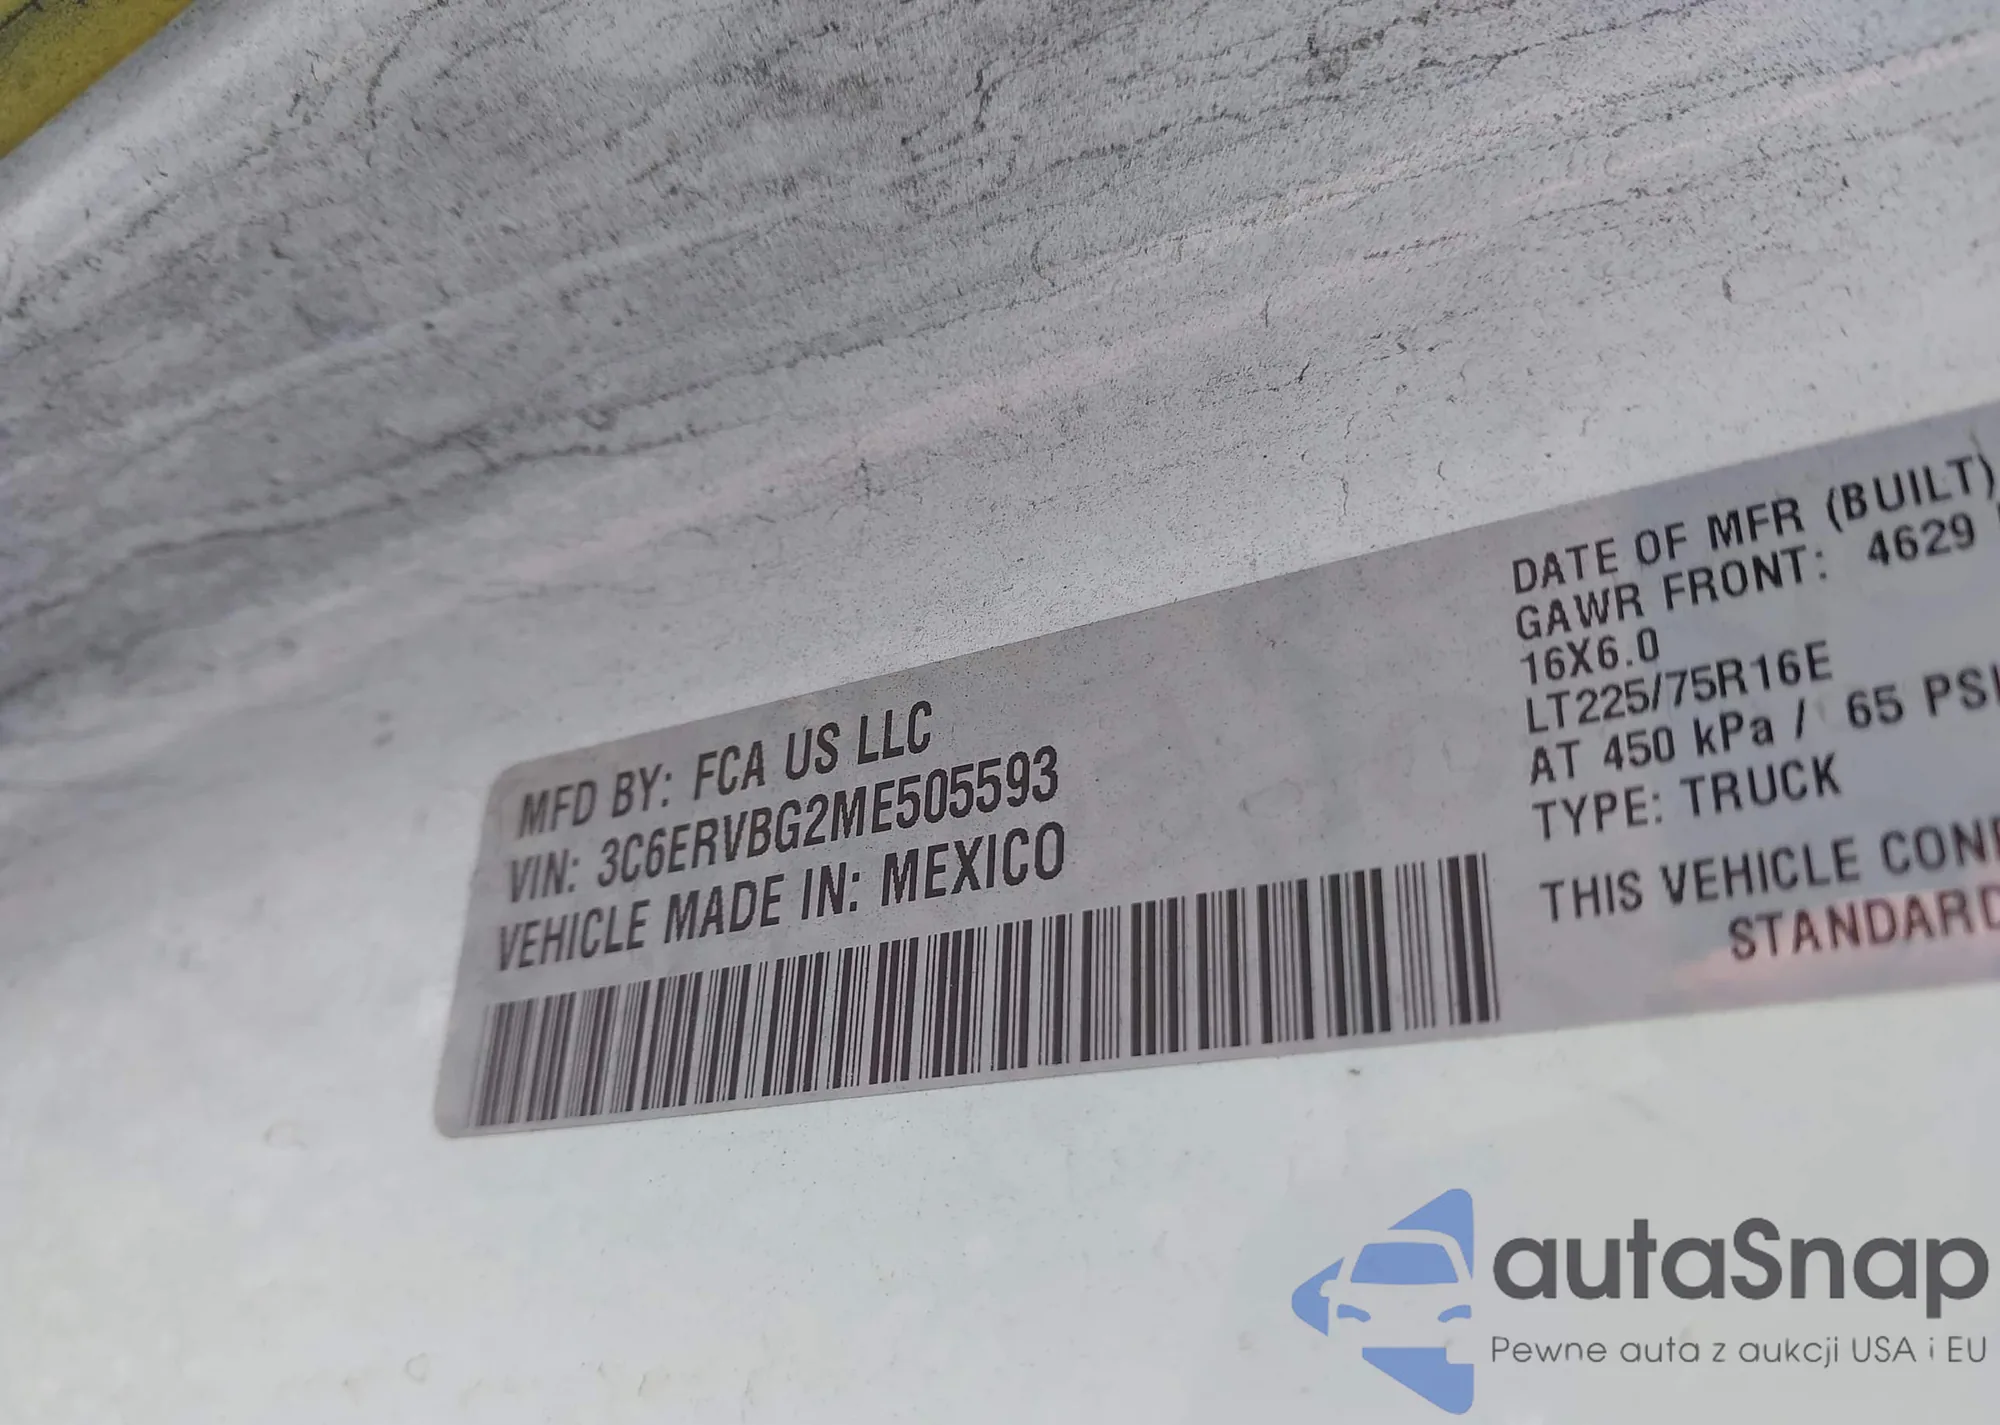 MFD BY: FCA US LLC
VIN: 3C6ERVBG2ME505593
VEHICLE MADE IN: MEXICO
DATE OF MFR (BUILT)
GAWR FRONT: 4629
16X6.0
LT225/75R16E
AT 450 kPa / 65 PSI
TYPE: TRUCK
THIS VEHICLE CONF
STANDARD
autaSnap
Pewne auta z aukcji USA i EU